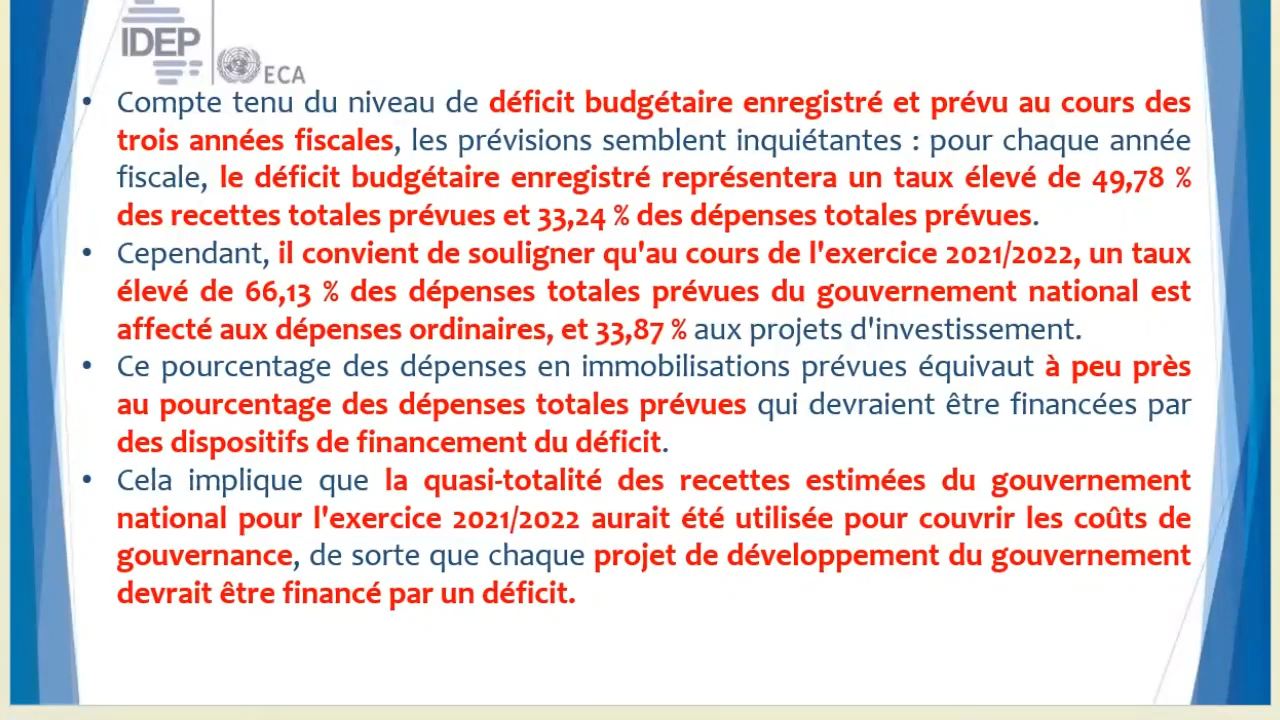 IDEP
ECA
• Compte tenu du niveau de déficit budgétaire enregistré et prévu au cours des
trois années fiscales, les prévisions semblent inquiétantes : pour chaque année
fiscale, le déficit budgétaire enregistré représentera un taux élevé de 49,78 %
des recettes totales prévues et 33,24 % des dépenses totales prévues.
• Cependant, il convient de souligner qu'au cours de l'exercice 2021/2022, un taux
élevé de 66,13 % des dépenses totales prévues du gouvernement national est
affecté aux dépenses ordinaires, et 33,87 % aux projets d'investissement.
• Ce pourcentage des dépenses en immobilisations prévues équivaut à peu près
au pourcentage des dépenses totales prévues qui devraient être financées par
des dispositifs de financement du déficit.
• Cela implique que la quasi-totalité des recettes estimées du gouvernement
national pour l'exercice 2021/2022 aurait été utilisée pour couvrir les coûts de
gouvernance, de sorte que chaque projet de développement du gouvernement
devrait être financé par un déficit.